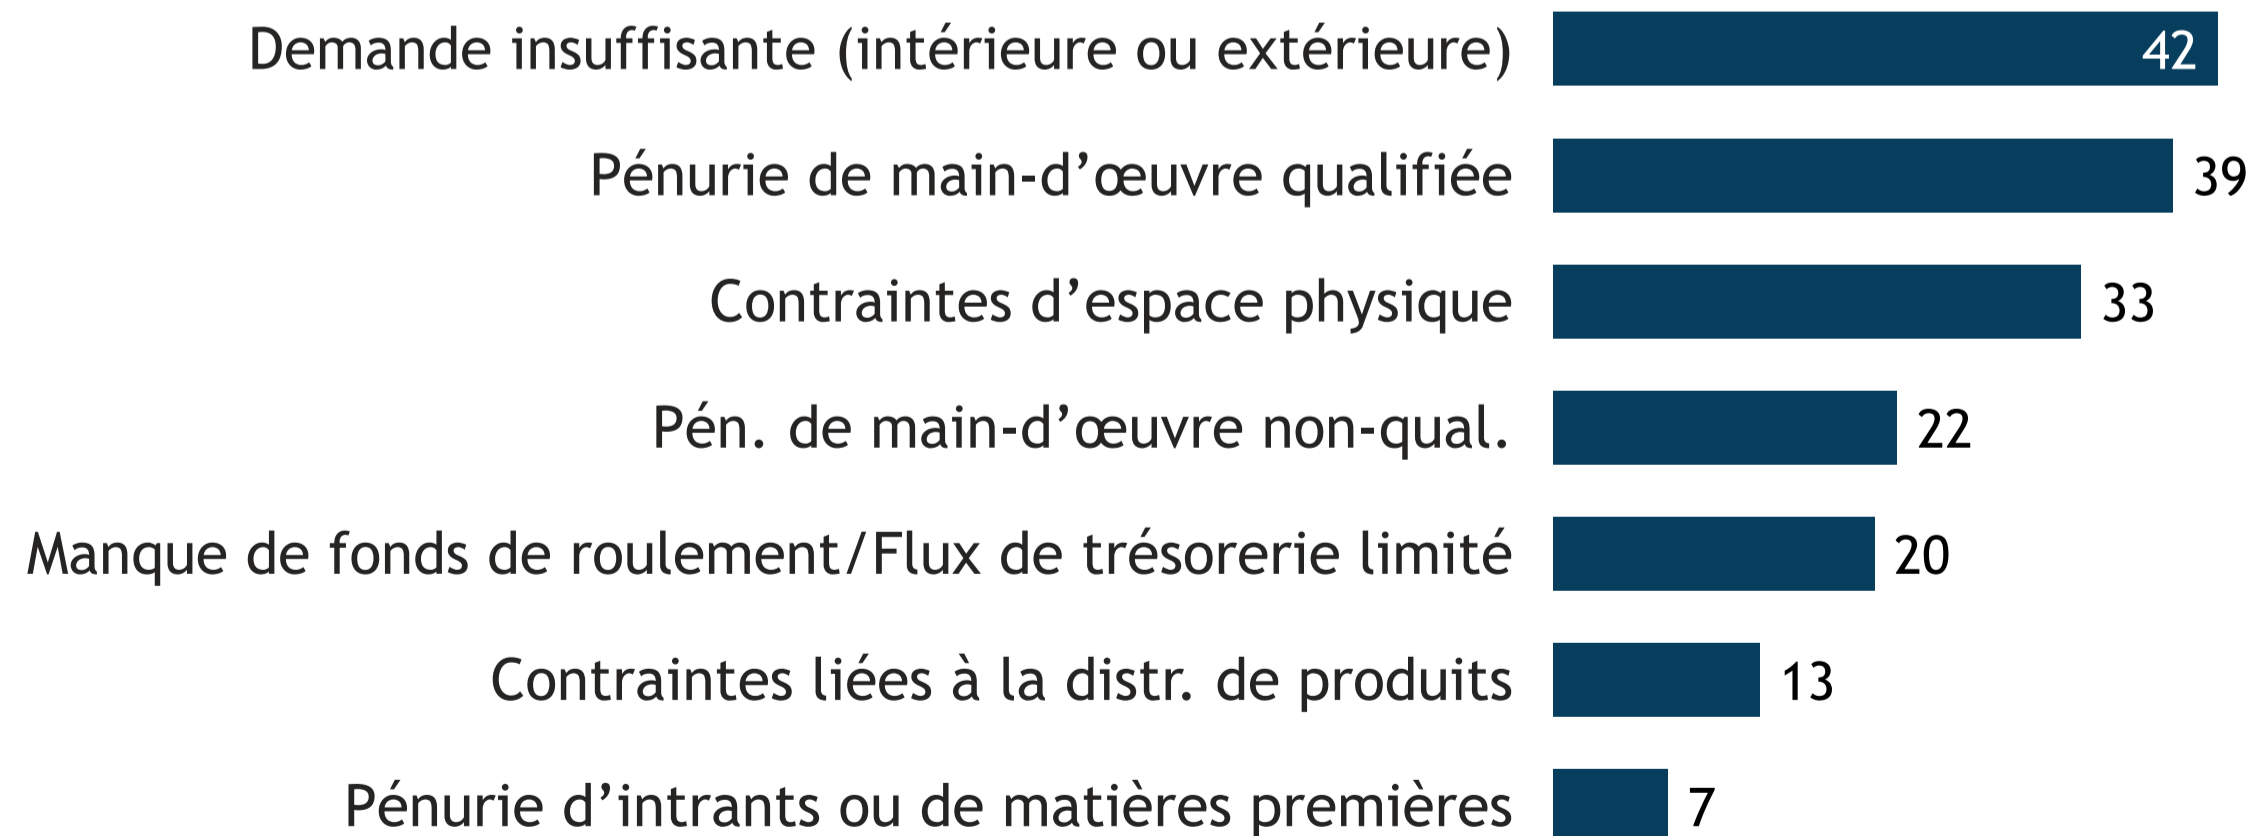 Demande insuffisante (intérieure ou extérieure) 42
Pénurie de main-d’œuvre qualifiée 39
Contraintes d’espace physique 33
Pén. de main-d’œuvre non-qual. 22
Manque de fonds de roulement/Flux de trésorerie limité 20
Contraintes liées à la distr. de produits 13
Pénurie d’intrants ou de matières premières 7